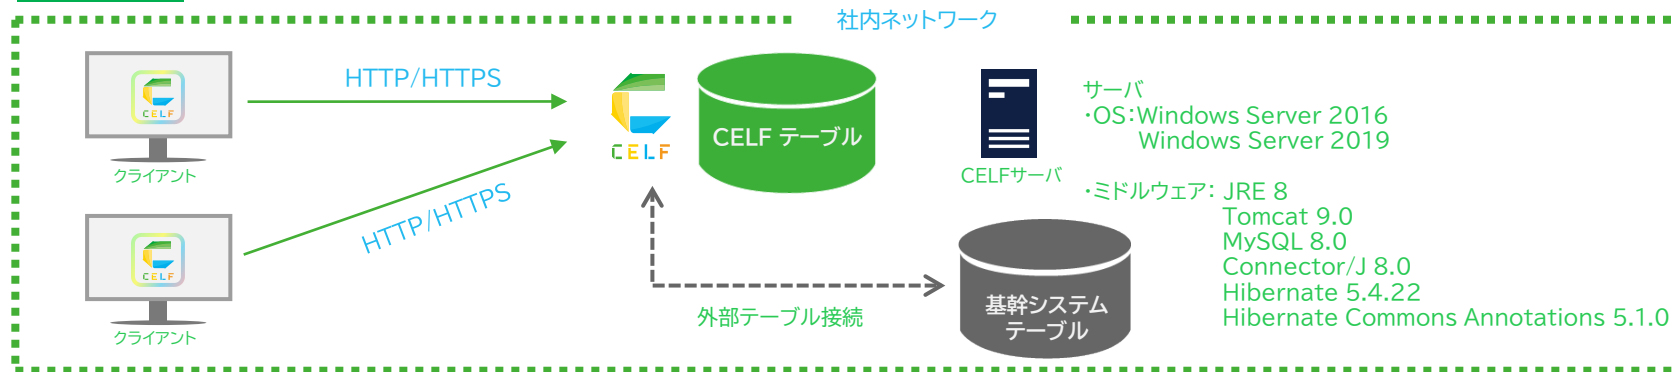 社内ネットワーク
CELF
クライアント
HTTP/HTTPS
CELF
クライアント
HTTP/HTTPS
CELF
CELF テーブル
CELFサーバ
サーバ
・OS：Windows Server 2016
Windows Server 2019
・ミドルウェア： JRE 8
Tomcat 9.0
MySQL 8.0
Connector/J 8.0
Hibernate 5.4.22
Hibernate Commons Annotations 5.1.0
外部テーブル接続
基幹システム
テーブル